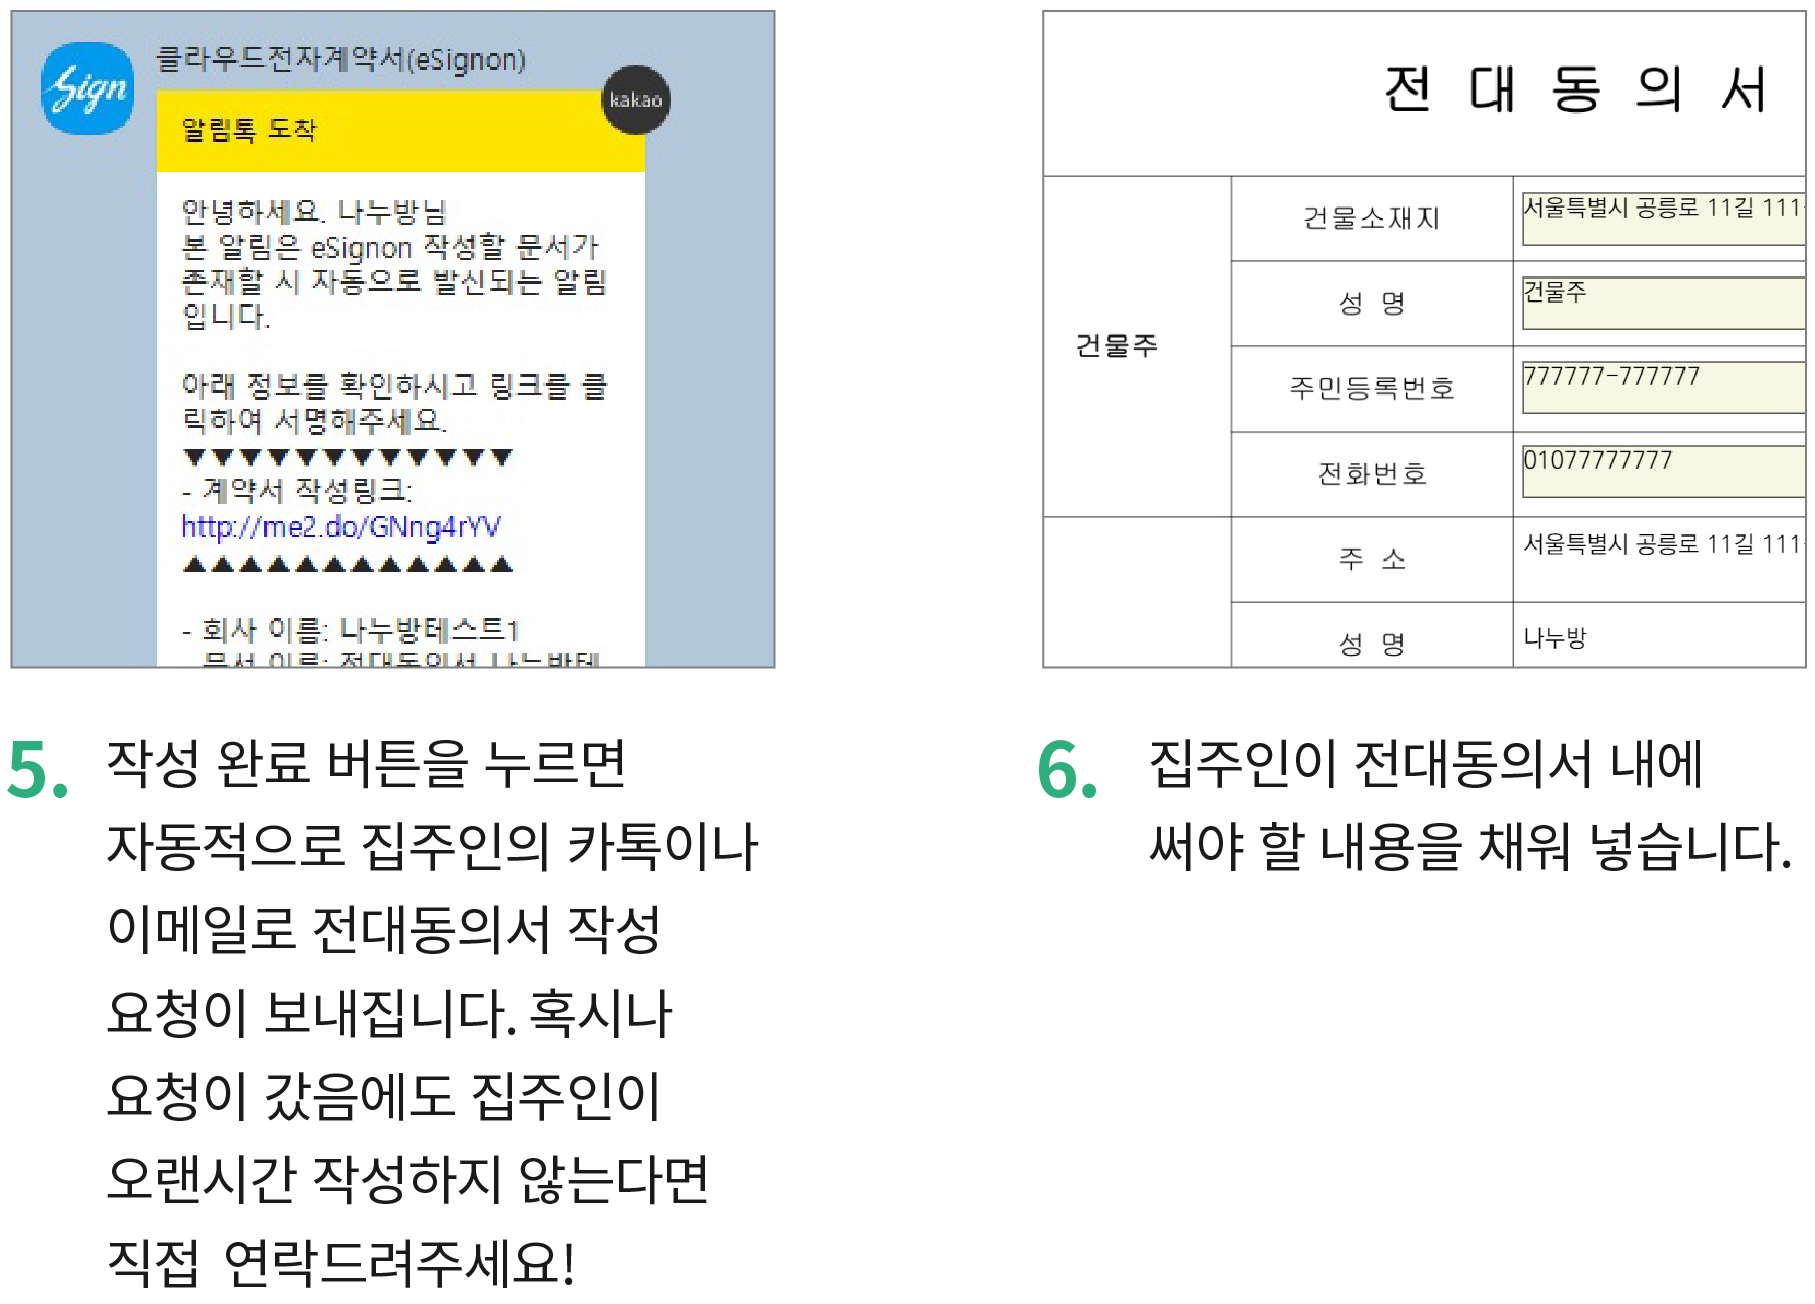 Sign
클라우드전자계약서(eSignon)
kakao
알림톡 도착
안녕하세요. 나누방님
본 알림은 eSignon 작성할 문서가
존재할 시 자동으로 발신되는 알림
입니다.
아래 정보를 확인하시고 링크를 클
릭하여 서명해주세요.
▼▼▼▼▼▼▼▼▼▼▼▼
- 계약서 작성링크:
http://me2.do/GNng4rYV
▲▲▲▲▲▲▲▲▲▲▲▲
- 회사 이름: 나누방테스트1
5. 작성 완료 버튼을 누르면
자동적으로 집주인의 카톡이나
이메일로 전대동의서 작성
요청이 보내집니다. 혹시나
요청이 갔음에도 집주인이
오랜시간 작성하지 않는다면
직접 연락드려주세요!
전 대 동 의 서
건물주
건물소재지 서울특별시 공릉로 11길 111
성 명 건물주
주민등록번호 777777-777777
전화번호 01077777777
주 소 서울특별시 공릉로 11길 111
성 명 나누방
6. 집주인이 전대동의서 내에
써야 할 내용을 채워 넣습니다.